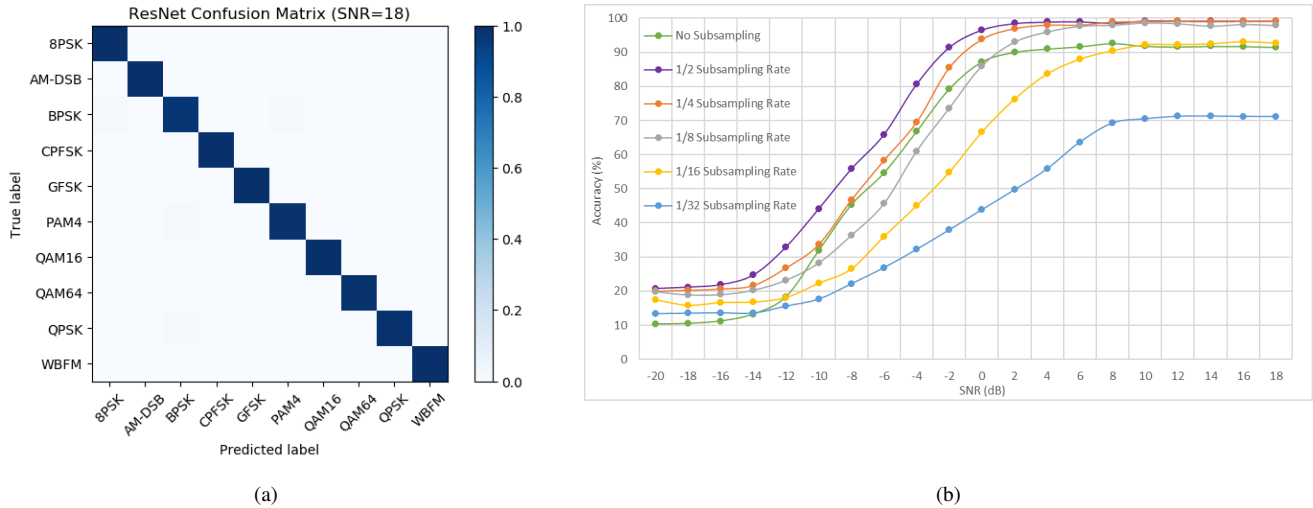 ResNet Confusion Matrix (SNR=18)
True label
8PSK
AM-DSB
BPSK
CPFSK
GFSK
PAM4
QAM16
QAM64
QPSK
WBFM
8PSK
AM-DSB
BPSK
CPFSK
GFSK
PAM4
QAM16
QAM64
QPSK
WBFM
Predicted label
1.0
0.8
0.6
0.4
0.2
0.0
(a)
Accuracy (%)
100
90
80
70
60
50
40
30
20
10
0
No Subsampling
1/2 Subsampling Rate
1/4 Subsampling Rate
1/8 Subsampling Rate
1/16 Subsampling Rate
1/32 Subsampling Rate
-20 -18 -16 -14 -12 -10 -8 -6 -4 -2 0 2 4 6 8 10 12 14 16 18
SNR (dB)
(b)